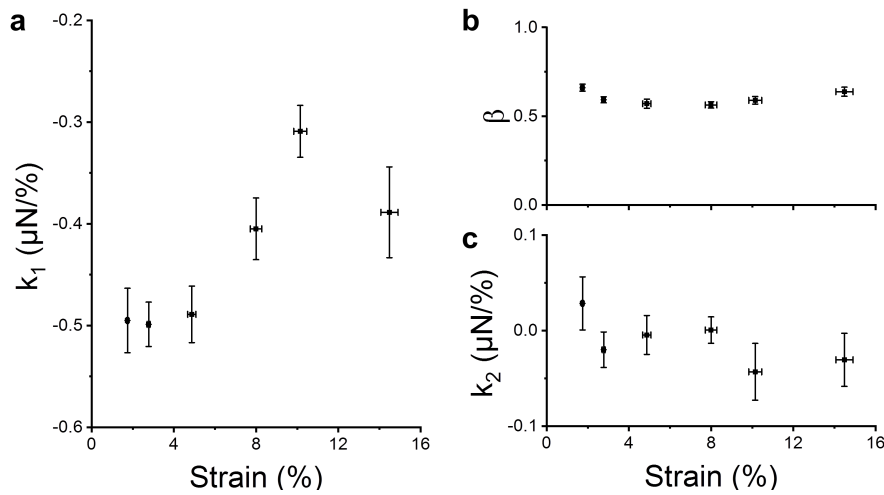 a
-0.2
-0.3
-0.4
-0.5
-0.6
k1 (µN/%)
0 4 8 12 16
Strain (%)
b
1.0
0.5
0.0
β
c
0.1
0.0
-0.1
k2 (µN/%)
0 4 8 12 16
Strain (%)